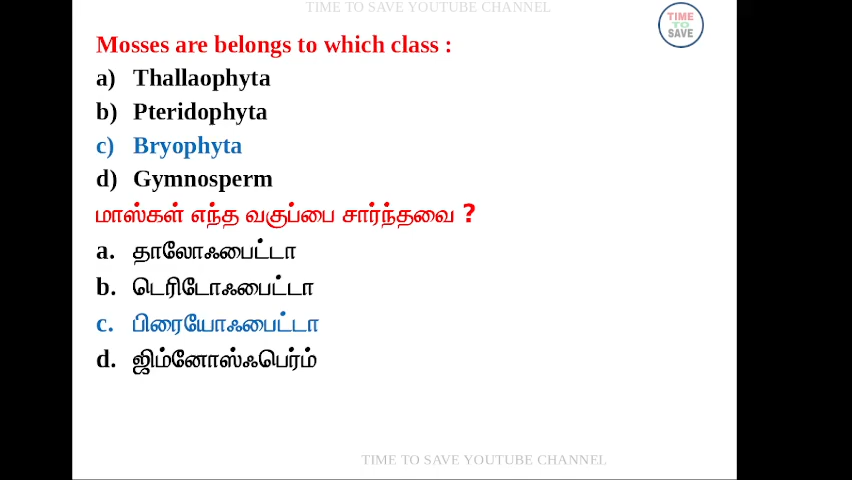 TIME TO SAVE YOUTUBE CHANNEL
TIME
TO
SAVE
Mosses are belongs to which class :
a) Thallaophyta
b) Pteridophyta
c) Bryophyta
d) Gymnosperm
மாஸ்கள் எந்த வகுப்பை சார்ந்தவை ?
a. தாலோஃபைட்டா
b. டெரிடோஃபைட்டா
c. பிரையோஃபைட்டா
d. ஜிம்னோஸ்ஃபெர்ம்
TIME TO SAVE YOUTUBE CHANNEL